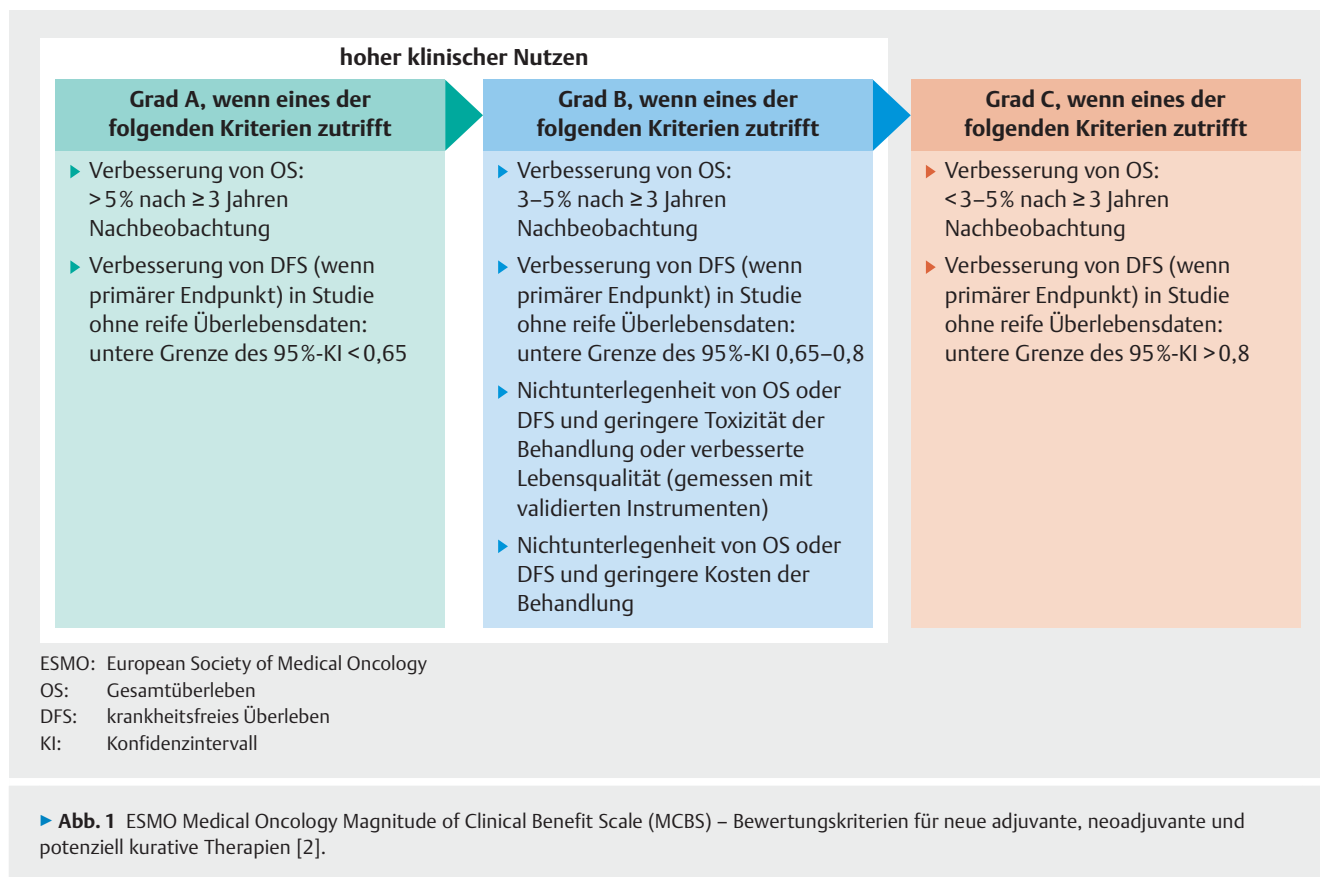 hoher klinischer Nutzen
Grad A, wenn eines der
folgenden Kriterien zutrifft
▶ Verbesserung von OS:
> 5 % nach ≥ 3 Jahren
Nachbeobachtung
▶ Verbesserung von DFS (wenn
primärer Endpunkt) in Studie
ohne reife Überlebensdaten:
untere Grenze des 95 %-KI < 0,65
Grad B, wenn eines der
folgenden Kriterien zutrifft
▶ Verbesserung von OS:
3–5 % nach ≥ 3 Jahren
Nachbeobachtung
▶ Verbesserung von DFS (wenn
primärer Endpunkt) in Studie
ohne reife Überlebensdaten:
untere Grenze des 95 %-KI 0,65–0,8
▶ Nichtunterlegenheit von OS oder
DFS und geringere Toxizität der
Behandlung oder verbesserte
Lebensqualität (gemessen mit
validierten Instrumenten)
▶ Nichtunterlegenheit von OS oder
DFS und geringere Kosten der
Behandlung
Grad C, wenn eines der
folgenden Kriterien zutrifft
▶ Verbesserung von OS:
< 3–5 % nach ≥ 3 Jahren
Nachbeobachtung
▶ Verbesserung von DFS (wenn
primärer Endpunkt) in Studie
ohne reife Überlebensdaten:
untere Grenze des 95 %-KI > 0,8
ESMO: European Society of Medical Oncology
OS: Gesamtüberleben
DFS: krankheitsfreies Überleben
KI: Konfidenzintervall
▶ Abb. 1 ESMO Medical Oncology Magnitude of Clinical Benefit Scale (MCBS) – Bewertungskriterien für neue adjuvante, neoadjuvante und
potenziell kurative Therapien [2].